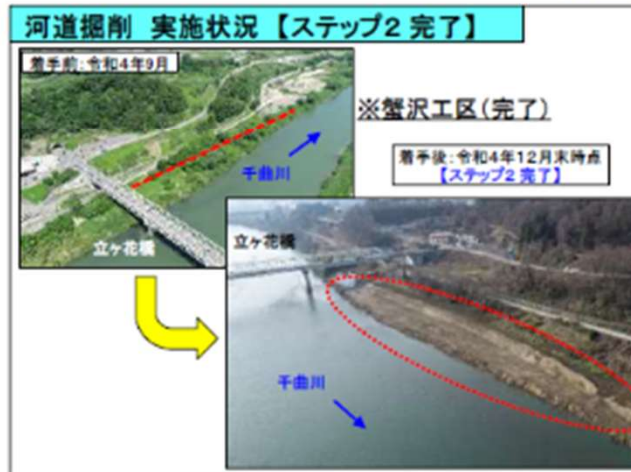 河道掘削 実施状況 【ステップ2 完了】
着手前:令和4年9月
※蟹沢工区(完了)
千曲川
着手後:令和4年12月末時点
【ステップ2 完了】
立ヶ花橋
立ヶ花橋
千曲川